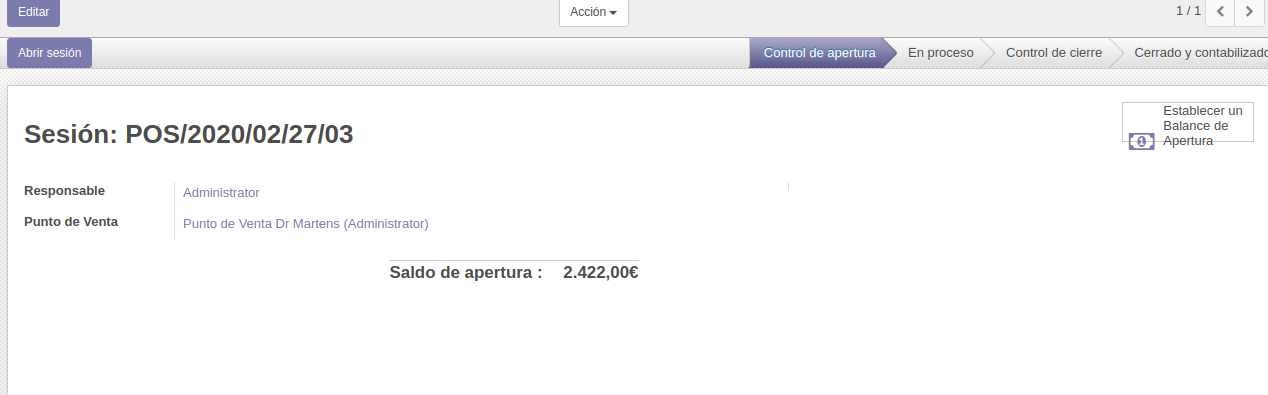 Editar
Acción
1 / 1
Abrir sesión
Control de apertura
En proceso
Control de cierre
Cerrado y contabilizado
Establecer un
Balance de
Apertura
1
Sesión: POS/2020/02/27/03
Responsable
Administrator
Punto de Venta
Punto de Venta Dr Martens (Administrator)
Saldo de apertura : 2.422,00€